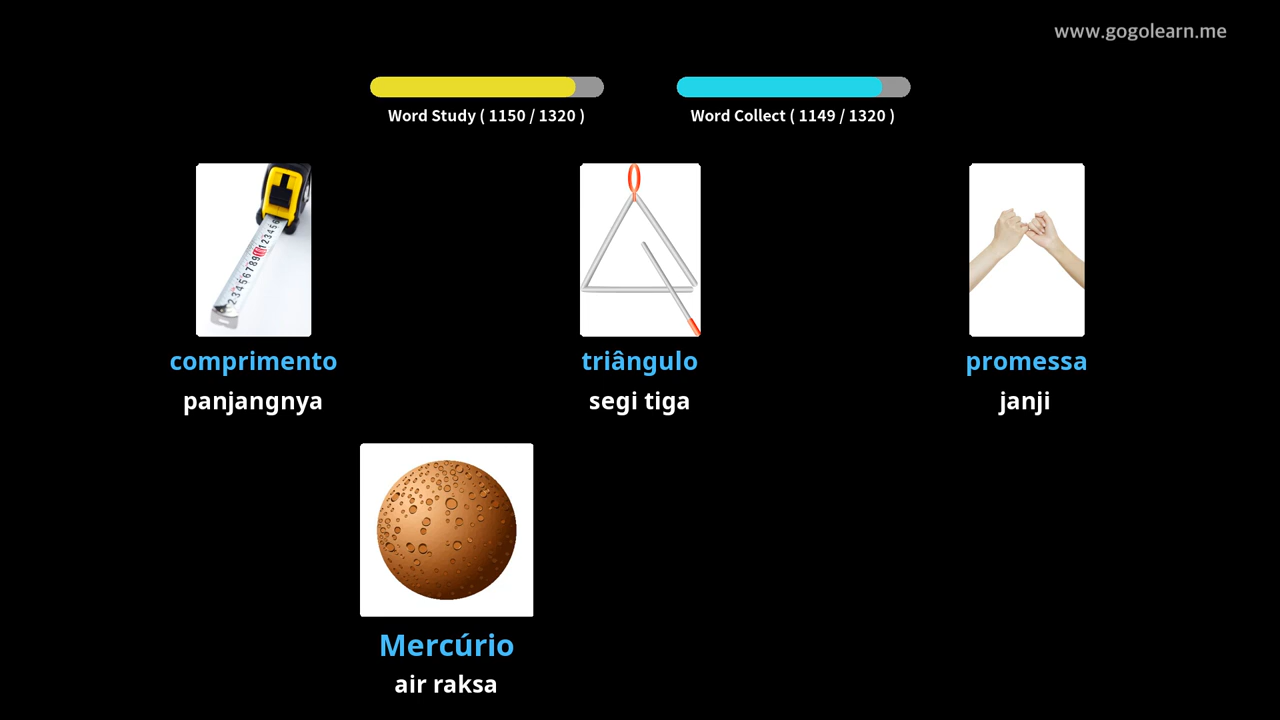 www.gogolearn.me
Word Study ( 1150 / 1320 )
Word Collect ( 1149 / 1320 )
comprimento
panjangnya
triângulo
segi tiga
promessa
janji
Mercúrio
air raksa